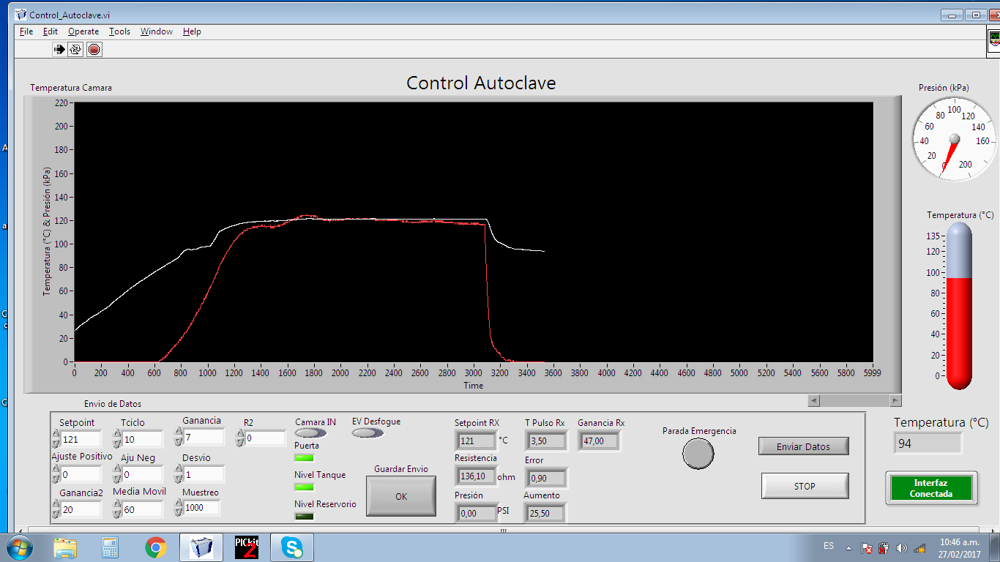 Control_Autoclave.vi
File Edit Operate Tools Window Help
Control Autoclave
Temperatura Camara
Temperatura (°C) & Presión (kPa)
220
200
180
160
140
120
100
80
60
40
20
0
0 200 400 600 800 1000 1200 1400 1600 1800 2000 2200 2400 2600 2800 3000 3200 3400 3600 3800 4000 4200 4400 4600 4800 5000 5200 5400 5600 5800 5999
Time
Presión (kPa)
0 20 40 60 80 100 120 140 160 200
Temperatura (°C)
135
120
100
80
60
40
20
0
Temperatura (°C)
94
Interfaz
Conectada
Envio de Datos
Setpoint Tciclo Ganancia R2
121 10 7 0
Ajuste Positivo Aju Neg Desvio
0 0 1
Ganancia2 Media Movil Muestreo
20 60 1000
Camara IN EV Desfogue
Puerta
Nivel Tanque
Nivel Reservorio
Guardar Envio
OK
Setpoint RX T Pulso Rx Ganancia Rx
121 °C 3,50 47,00
Resistencia Error
136,10 ohm 0,90
Presión Aumento
0,00 PSI 25,50
Parada Emergencia
Enviar Datos
STOP
PICkit
2
ES
10:46 a.m.
27/02/2017